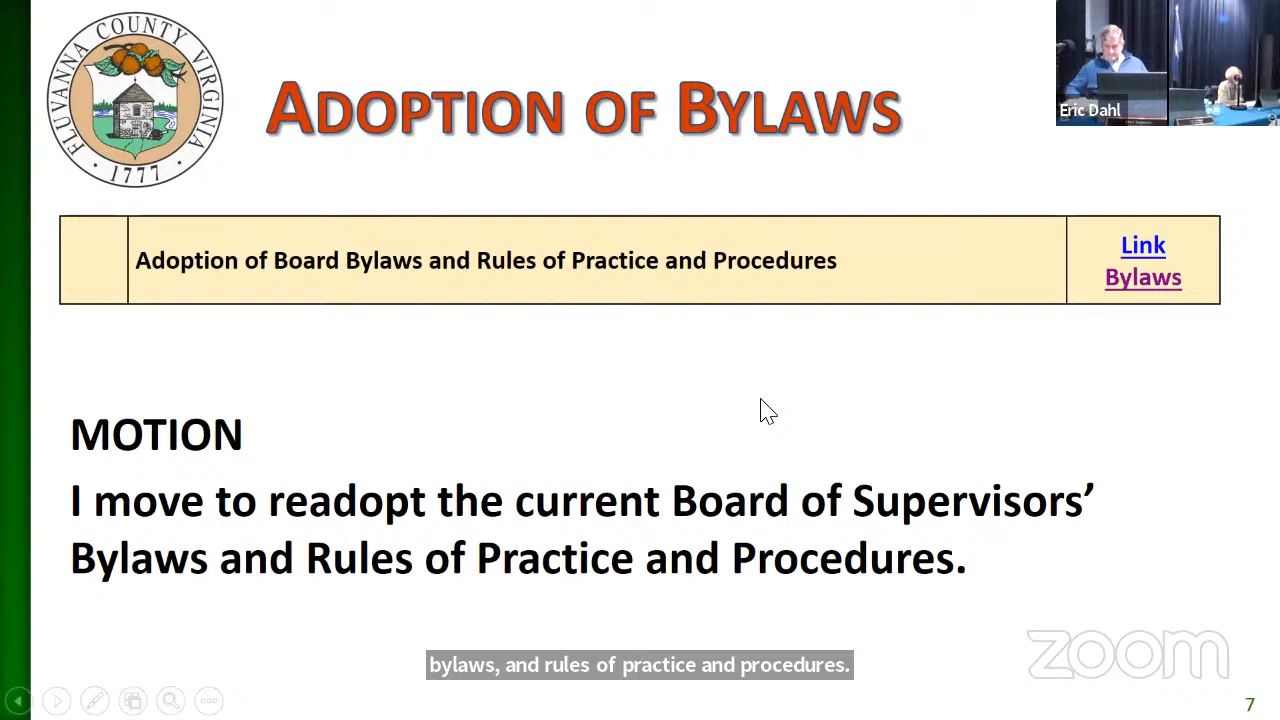 FLUVANNA COUNTY VIRGINIA
· 1777 ·
ADOPTION OF BYLAWS
Eric Dahl
Adoption of Board Bylaws and Rules of Practice and Procedures
Link
Bylaws
MOTION
I move to readopt the current Board of Supervisors’
Bylaws and Rules of Practice and Procedures.
bylaws, and rules of practice and procedures.
zoom
7